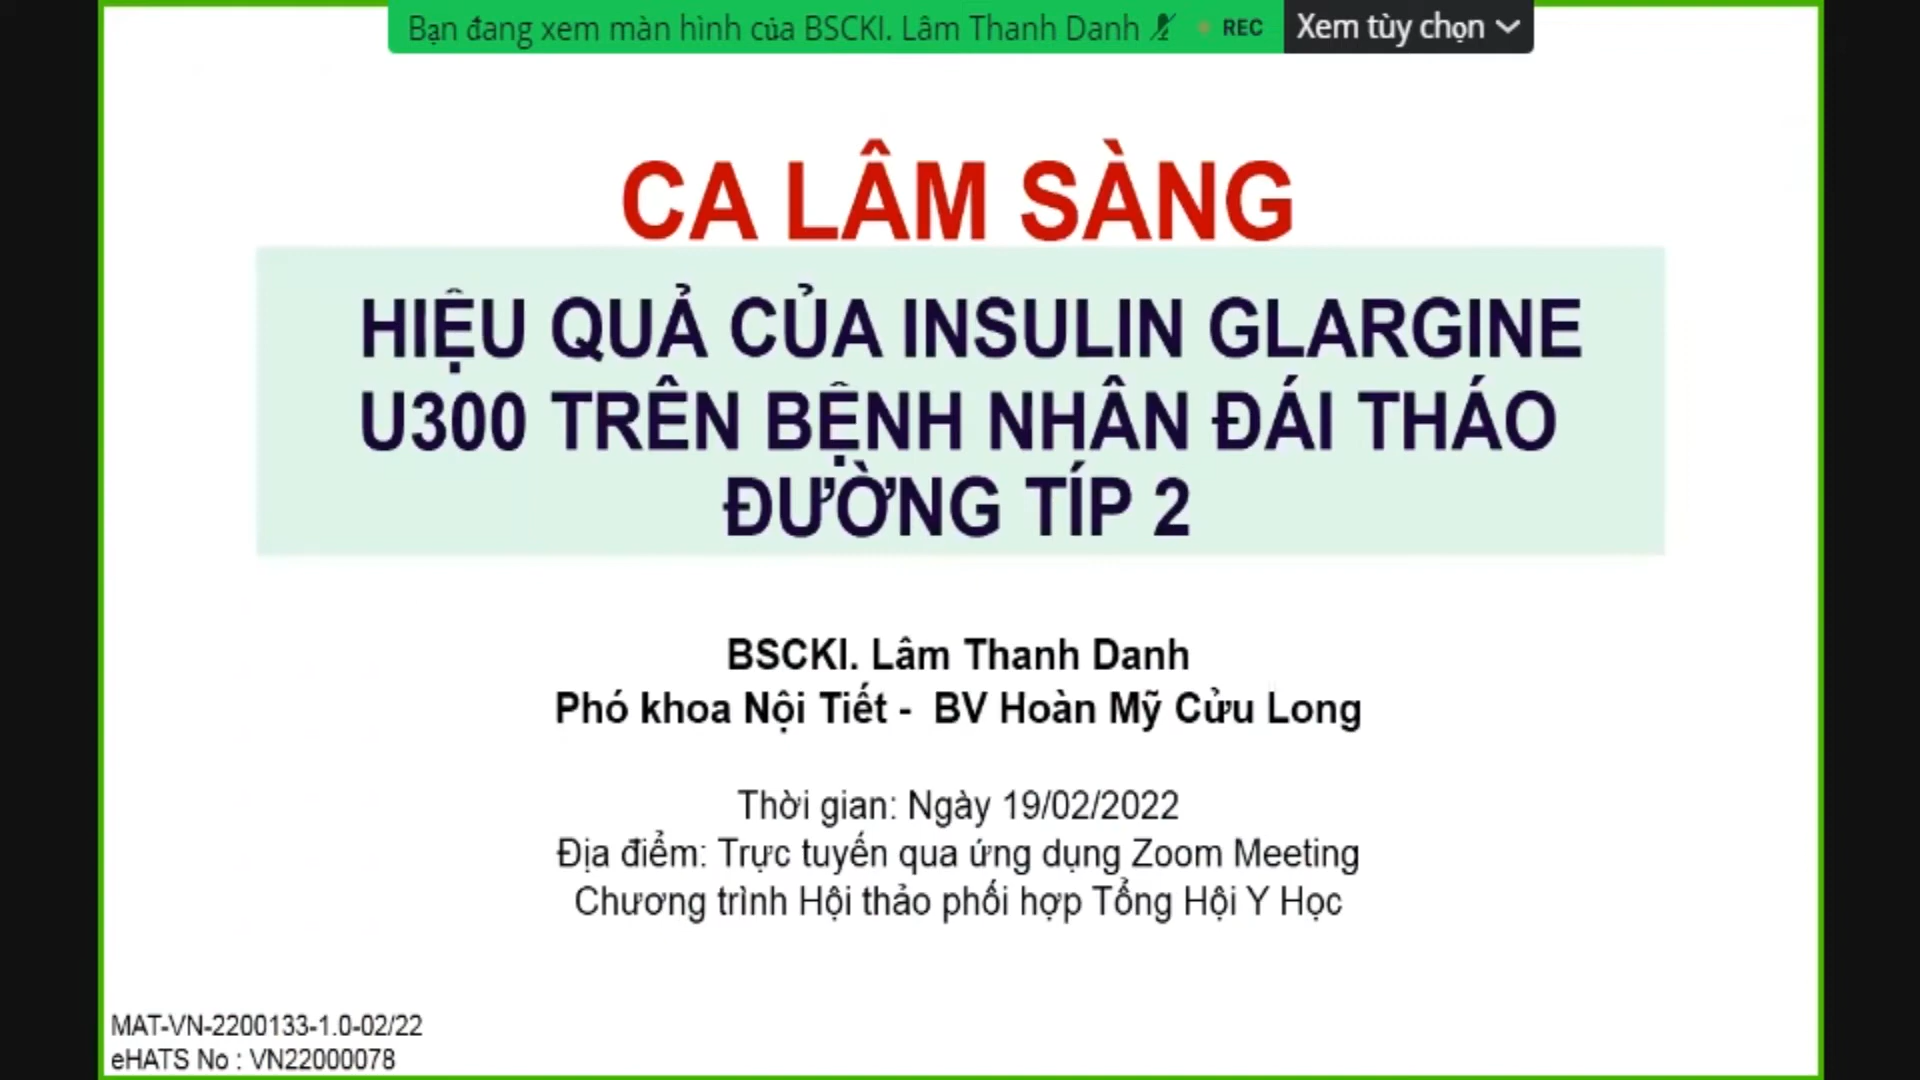 Bạn đang xem màn hình của BSCKI. Lâm Thanh Danh REC Xem tùy chọn
CA LÂM SÀNG
HIỆU QUẢ CỦA INSULIN GLARGINE
U300 TRÊN BỆNH NHÂN ĐÁI THÁO
ĐƯỜNG TÍP 2
BSCKI. Lâm Thanh Danh
Phó khoa Nội Tiết - BV Hoàn Mỹ Cửu Long
Thời gian: Ngày 19/02/2022
Địa điểm: Trực tuyến qua ứng dụng Zoom Meeting
Chương trình Hội thảo phối hợp Tổng Hội Y Học
MAT-VN-2200133-1.0-02/22
eHATS No : VN22000078